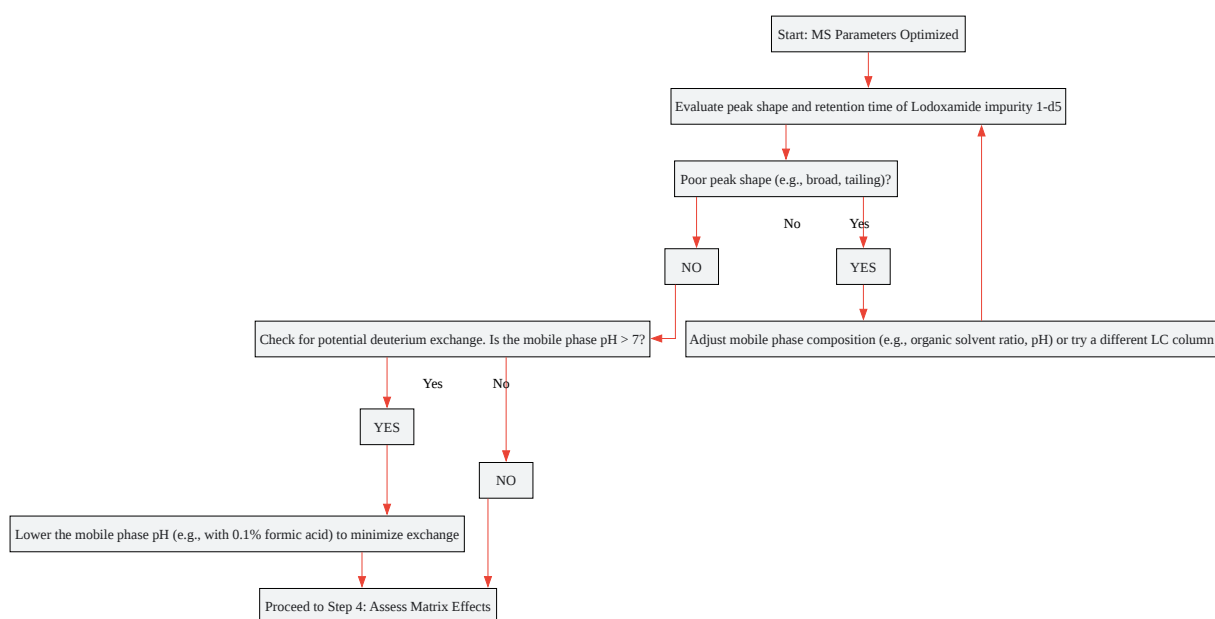 Start: MS Parameters Optimized
Evaluate peak shape and retention time of Lodoxamide impurity 1-d5
Poor peak shape (e.g., broad, tailing)?
No
Yes
NO
YES
Check for potential deuterium exchange. Is the mobile phase pH > 7?
Adjust mobile phase composition (e.g., organic solvent ratio, pH) or try a different LC column
Yes
No
YES
NO
Lower the mobile phase pH (e.g., with 0.1% formic acid) to minimize exchange
Proceed to Step 4: Assess Matrix Effects